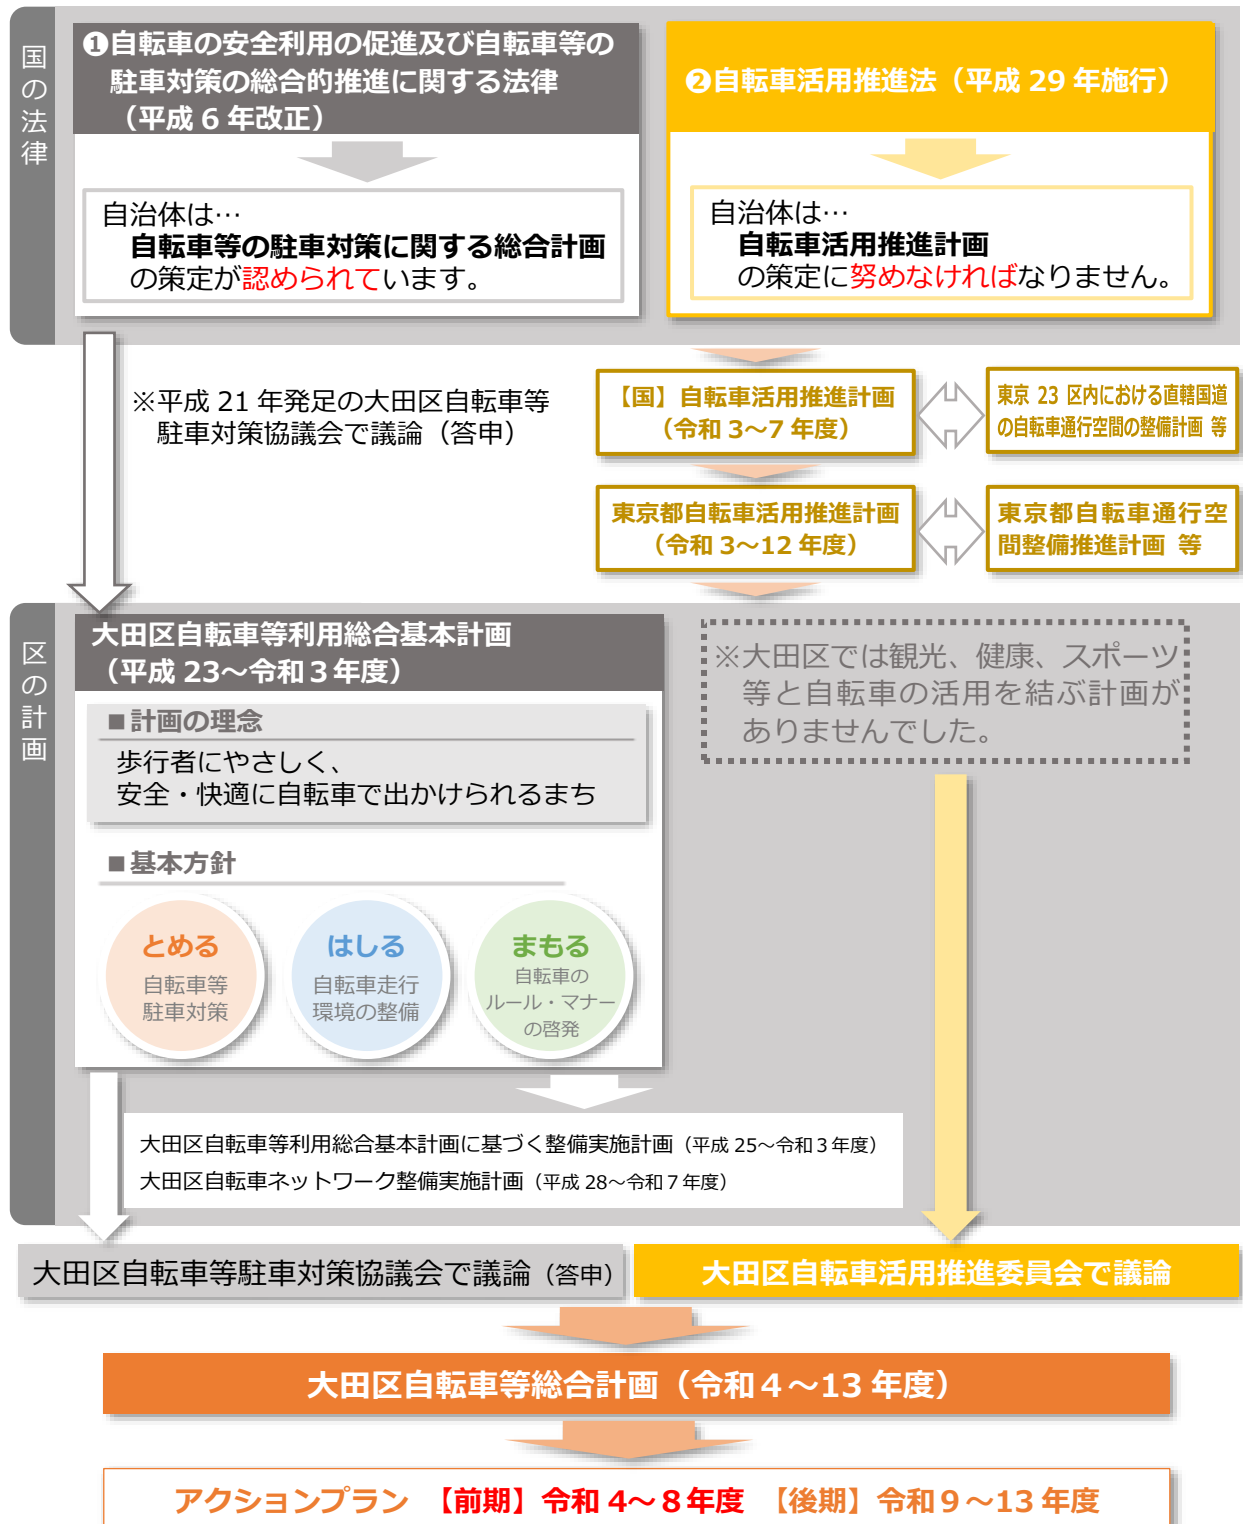 国の法律
❶自転車の安全利用の促進及び自転車等の
駐車対策の総合的推進に関する法律
（平成 6 年改正）
自治体は…
自転車等の駐車対策に関する総合計画
の策定が認められています。
❷自転車活用推進法（平成 29 年施行）
自治体は…
自転車活用推進計画
の策定に努めなければなりません。
※平成 21 年発足の大田区自転車等
駐車対策協議会で議論（答申）
【国】自転車活用推進計画
（令和 3～7 年度）
東京 23 区内における直轄国道
の自転車通行空間の整備計画 等
東京都自転車活用推進計画
（令和 3～12 年度）
東京都自転車通行空
間整備推進計画 等
区の計画
大田区自転車等利用総合基本計画
（平成 23～令和３年度）
■計画の理念
歩行者にやさしく、
安全・快適に自転車で出かけられるまち
■基本方針
とめる
自転車等
駐車対策
はしる
自転車走行
環境の整備
まもる
自転車の
ルール・マナー
の啓発
※大田区では観光、健康、スポーツ
等と自転車の活用を結ぶ計画が
ありませんでした。
大田区自転車等利用総合基本計画に基づく整備実施計画（平成 25～令和３年度）
大田区自転車ネットワーク整備実施計画（平成 28～令和７年度）
大田区自転車等駐車対策協議会で議論（答申）
大田区自転車活用推進委員会で議論
大田区自転車等総合計画（令和４～13 年度）
アクションプラン 【前期】令和 4～８年度 【後期】令和９～13 年度